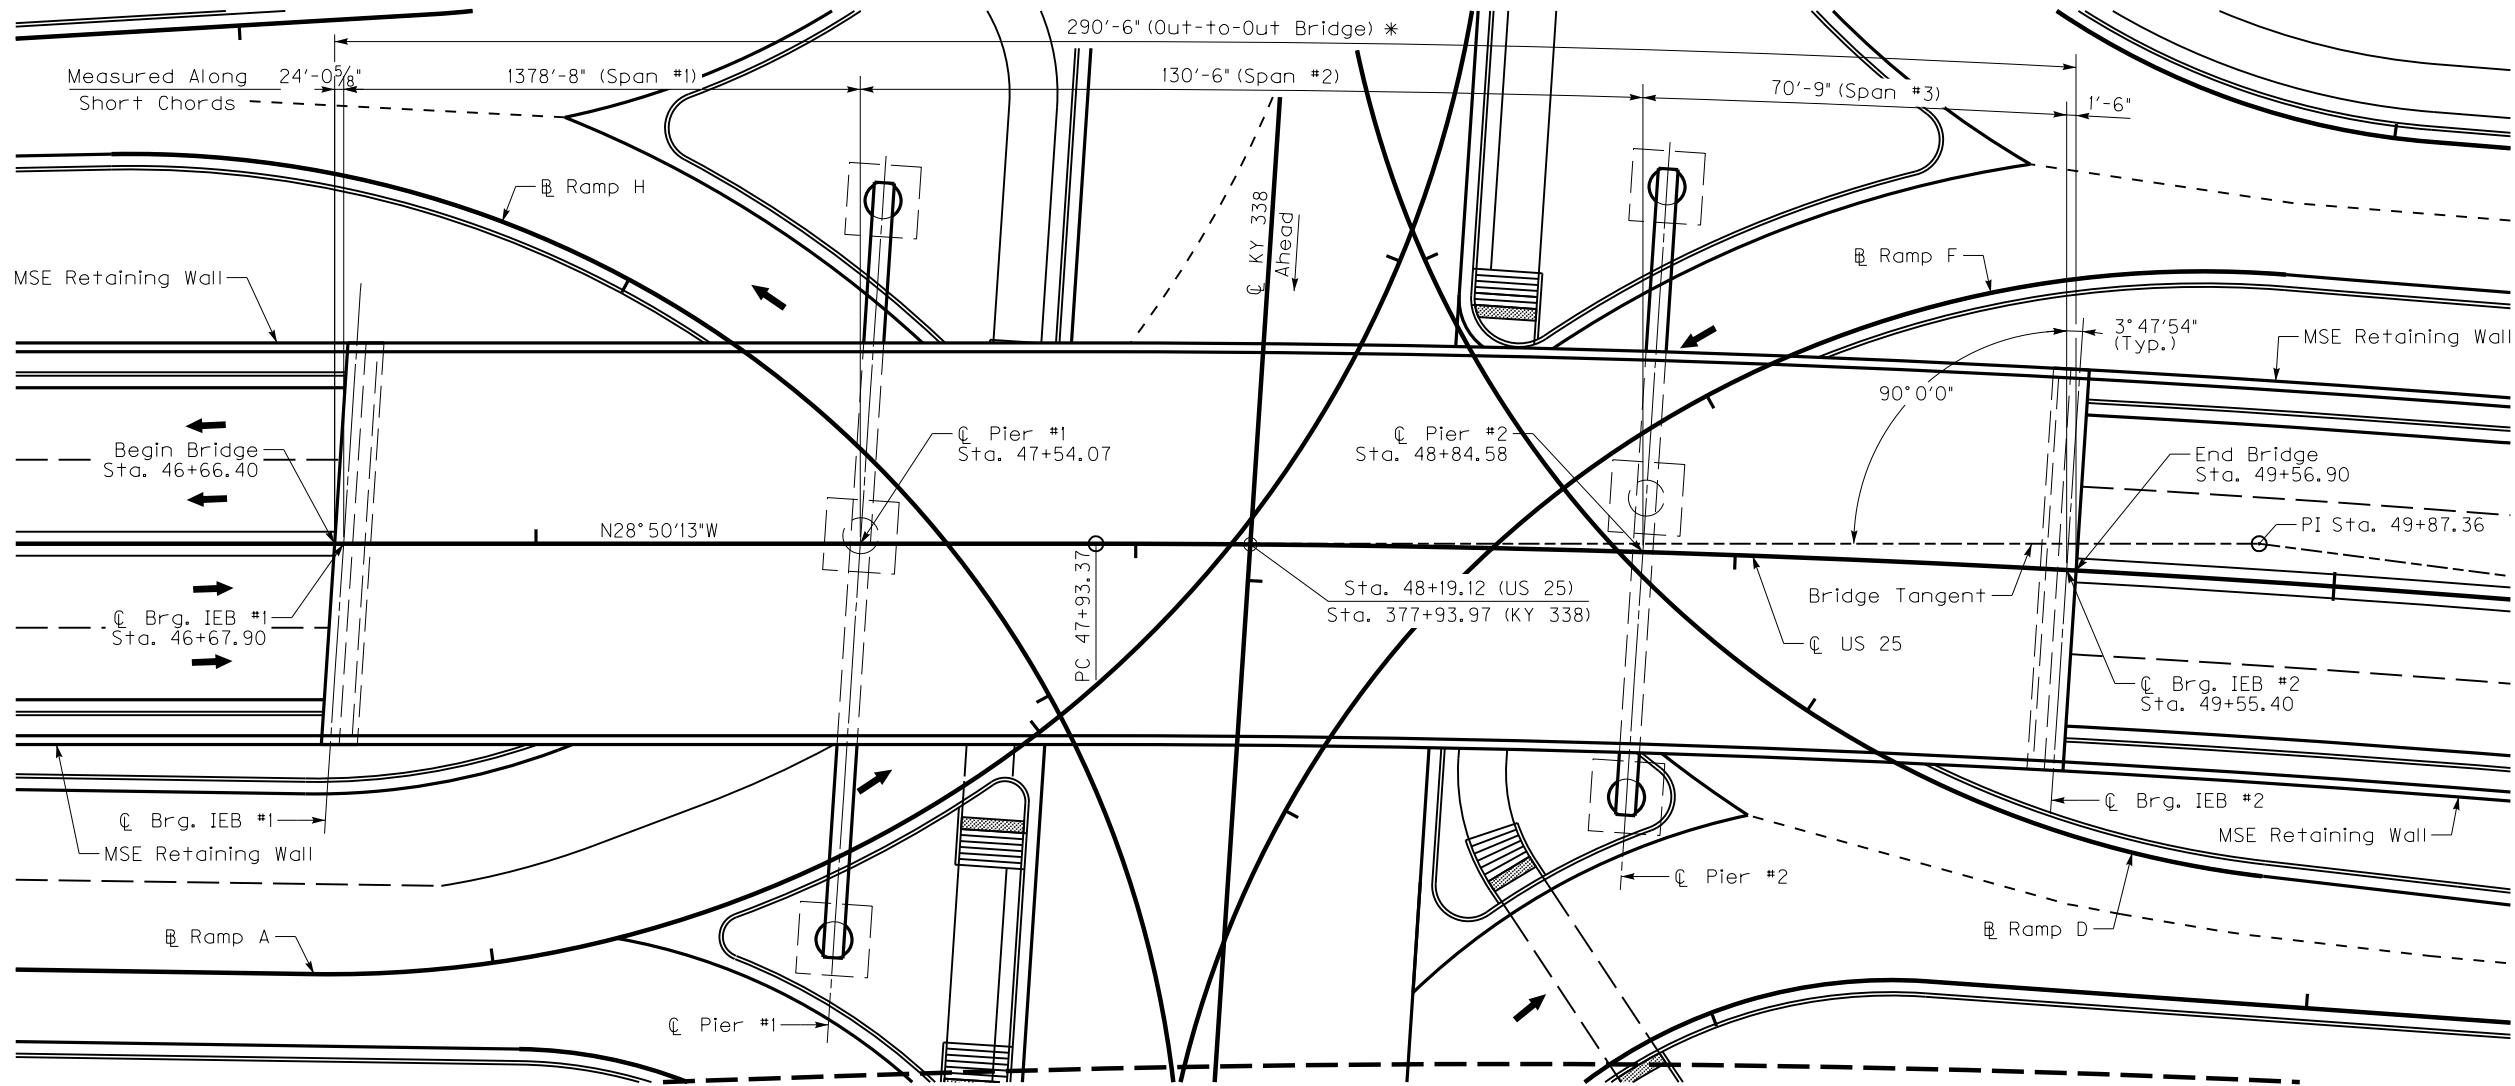 290'-6" (Out-to-Out Bridge) *
Measured Along
Short Chords
24'-0⅝"
1378'-8" (Span #1)
130'-6" (Span #2)
70'-9" (Span #3)
1'-6"
℄ KY 338
Ahead
BL Ramp H
BL Ramp F
MSE Retaining Wall
3°47'54"
(Typ.)
MSE Retaining Wall
90°0'0"
Begin Bridge
Sta. 46+66.40
℄ Pier #1
Sta. 47+54.07
℄ Pier #2
Sta. 48+84.58
End Bridge
Sta. 49+56.90
N28°50'13"W
PI Sta. 49+87.36
PC 47+93.37
Sta. 48+19.12 (US 25)
Sta. 377+93.97 (KY 338)
Bridge Tangent
℄ Brg. IEB #1
Sta. 46+67.90
℄ US 25
℄ Brg. IEB #2
Sta. 49+55.40
℄ Brg. IEB #1
MSE Retaining Wall
℄ Brg. IEB #2
MSE Retaining Wall
℄ Pier #2
BL Ramp A
BL Ramp D
℄ Pier #1